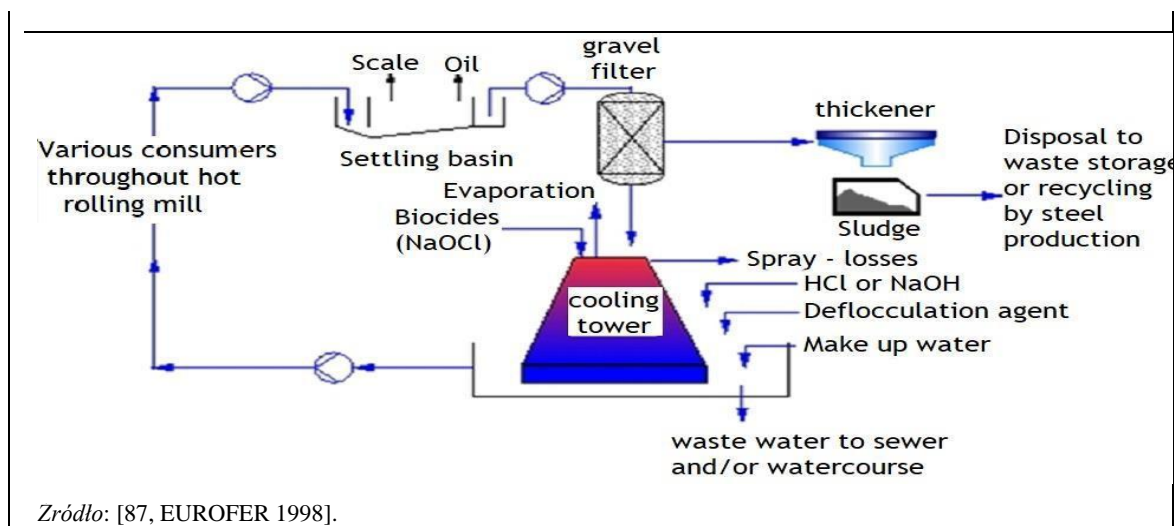 Scale
Oil
gravel
filter
thickener
Various consumers
throughout hot
rolling mill
Settling basin
Disposal to
waste storage
or recycling
by steel
production
Evaporation
Biocides
(NaOCl)
Sludge
Spray - losses
HCl or NaOH
cooling
tower
Deflocculation agent
Make up water
waste water to sewer
and/or watercourse
Zródło: [87, EUROFER 1998].